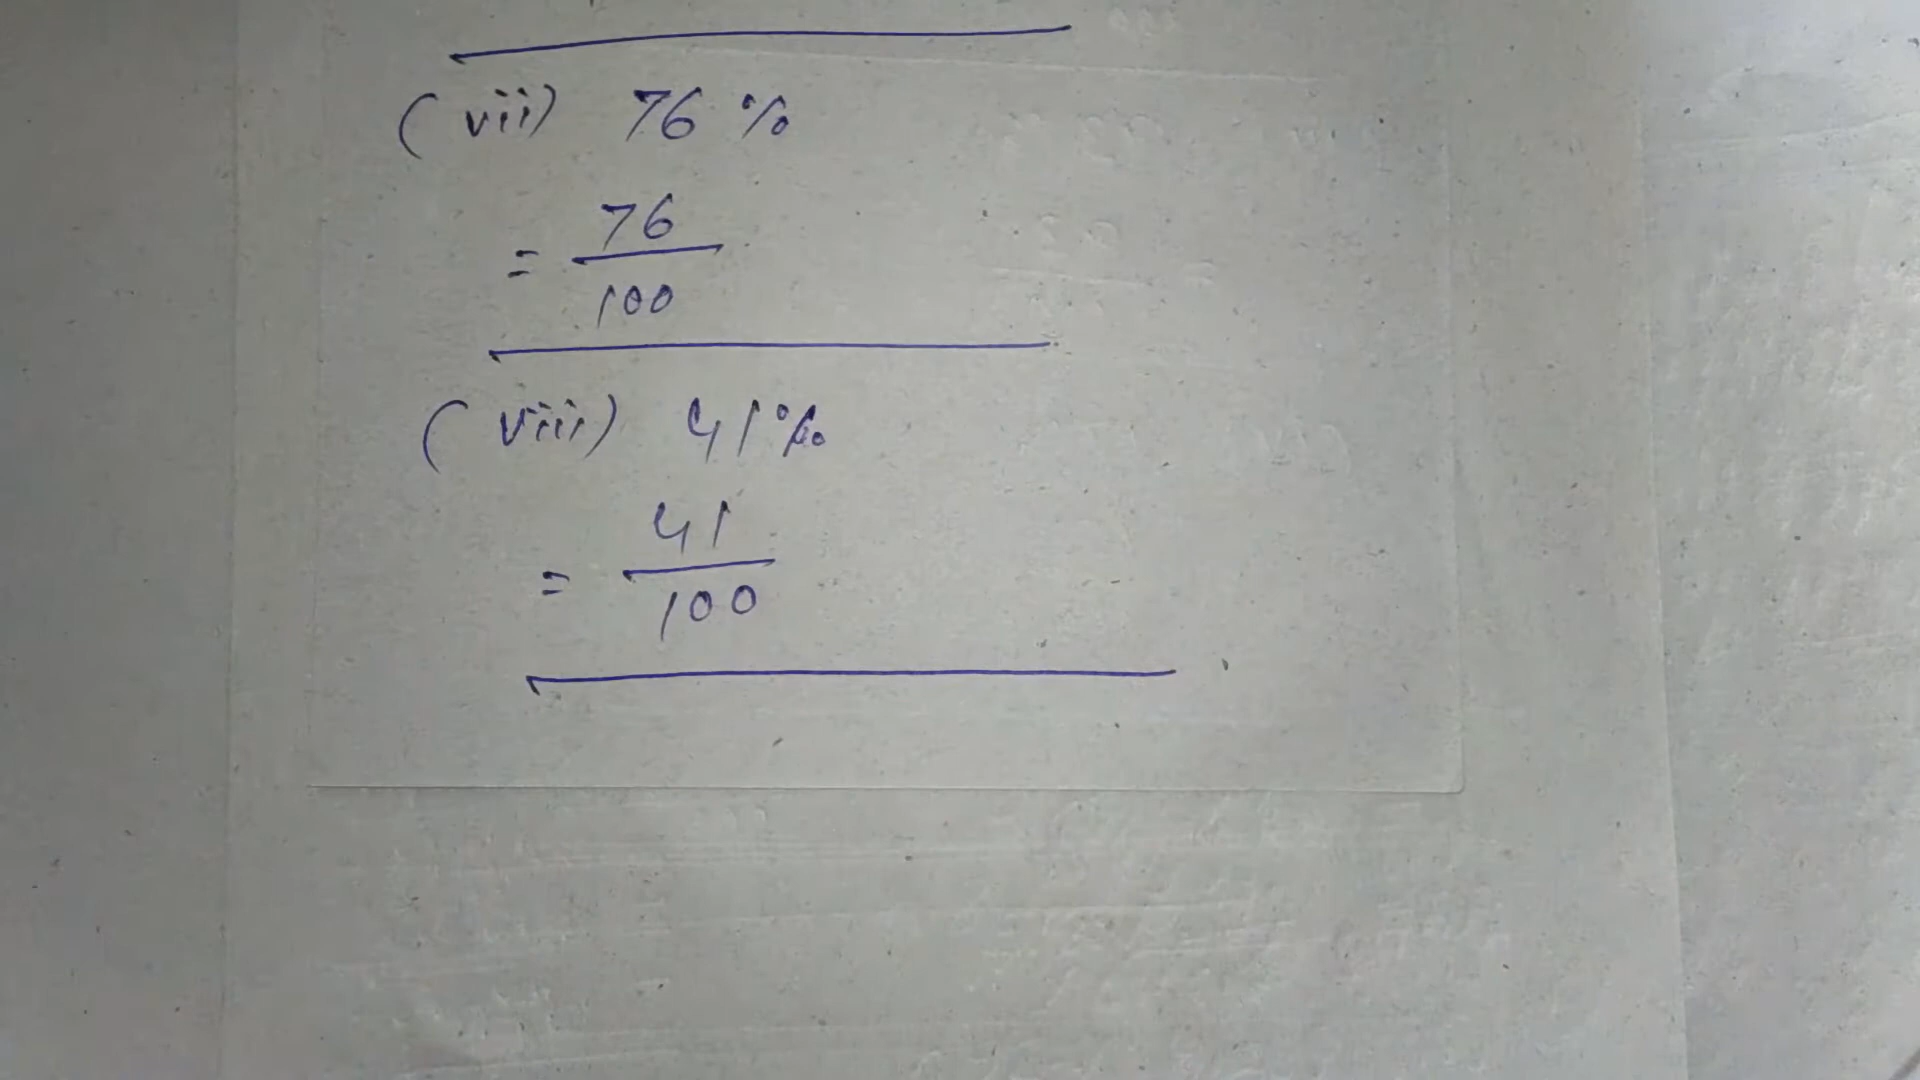 (vii) 76 %
= 76
100
(viii) 41%
= 41
100